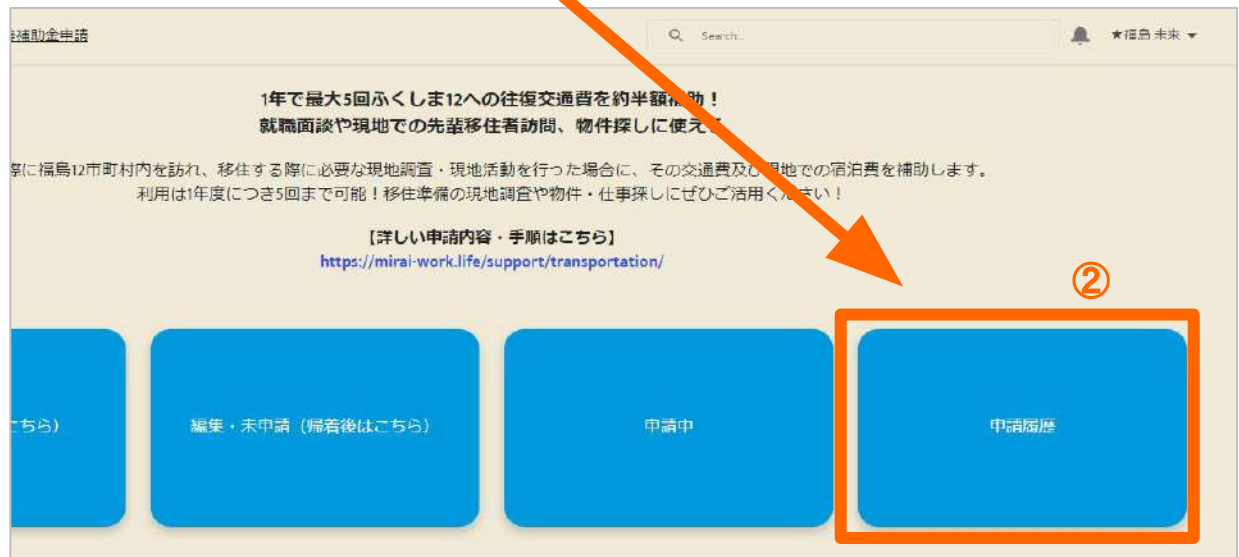 補助金申請
Search...
★福島 未来
1年で最大5回ふくしま12への往復交通費を約半額補助！
就職面談や現地での先輩移住者訪問、物件探しに使える
際に福島12市町村内を訪れ、移住する際に必要な現地調査・現地活動を行った場合に、その交通費及び現地での宿泊費を補助します。
利用は1年度につき5回まで可能！移住準備の現地調査や物件・仕事探しにぜひご活用ください！
【詳しい申請内容・手順はこちら】
https://mirai-work.life/support/transportation/
②
こちら）
編集・未申請（帰着後はこちら）
申請中
申請履歴